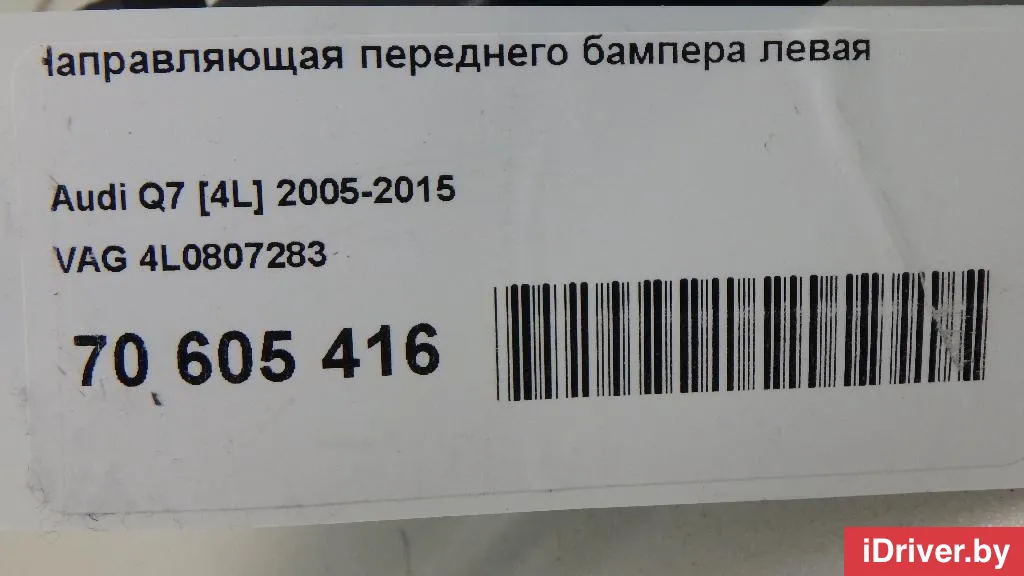 Направляющая переднего бампера левая
Audi Q7 [4L] 2005-2015
VAG 4L0807283
70 605 416
iDriver.by